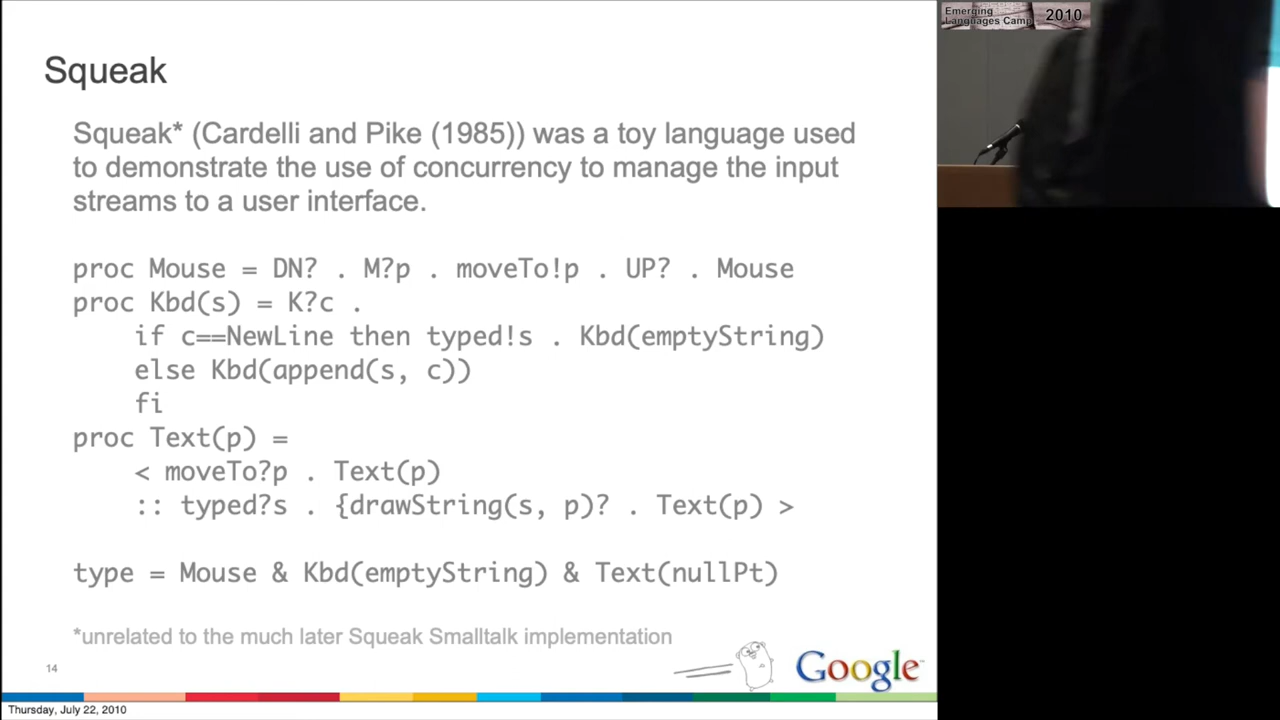 Squeak
Squeak* (Cardelli and Pike (1985)) was a toy language used
to demonstrate the use of concurrency to manage the input
streams to a user interface.
proc Mouse = DN? . M?p . moveTo!p . UP? . Mouse
proc Kbd(s) = K?c .
if c==NewLine then typed!s . Kbd(emptyString)
else Kbd(append(s, c))
fi
proc Text(p) =
< moveTo?p . Text(p)
:: typed?s . {drawString(s, p)? . Text(p) >
type = Mouse & Kbd(emptyString) & Text(nullPt)
*unrelated to the much later Squeak Smalltalk implementation
14
Google
Thursday, July 22, 2010
Emerging
Languages Camp 2010